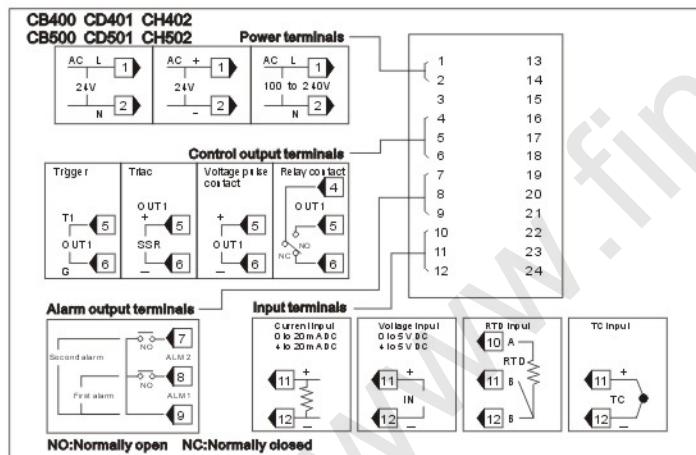 CB400 CD401 CH402
CB500 CD501 CH502
Power terminals
AC L 1
24V
N 2
AC + 1
24V
- 2
AC L 1
100 to 240V
N 2
1 13
2 14
3 15
4 16
5 17
6 18
7 19
8 20
9 21
10 22
11 23
12 24
Control output terminals
Trigger
T1 5
OUT1
G 6
Triac
OUT1
+ 5
SSR
- 6
Voltage pulse
contact
+ 5
OUT1
- 6
Relay contact
4
OUT1
5
NO
NC
6
Alarm output terminals
7
NO
ALM2
Second alarm
8
NO
First alarm
ALM1
9
Input terminals
Current Input
0 to 20mA DC
4 to 20mA DC
11 +
12 -
Voltage Input
0 to 5V DC
4 to 5V DC
11 +
IN
12 -
RTD Input
10 A
RTD
11 B
12 B
TC Input
11 +
TC
12 -
NO:Normally open NC:Normally closed